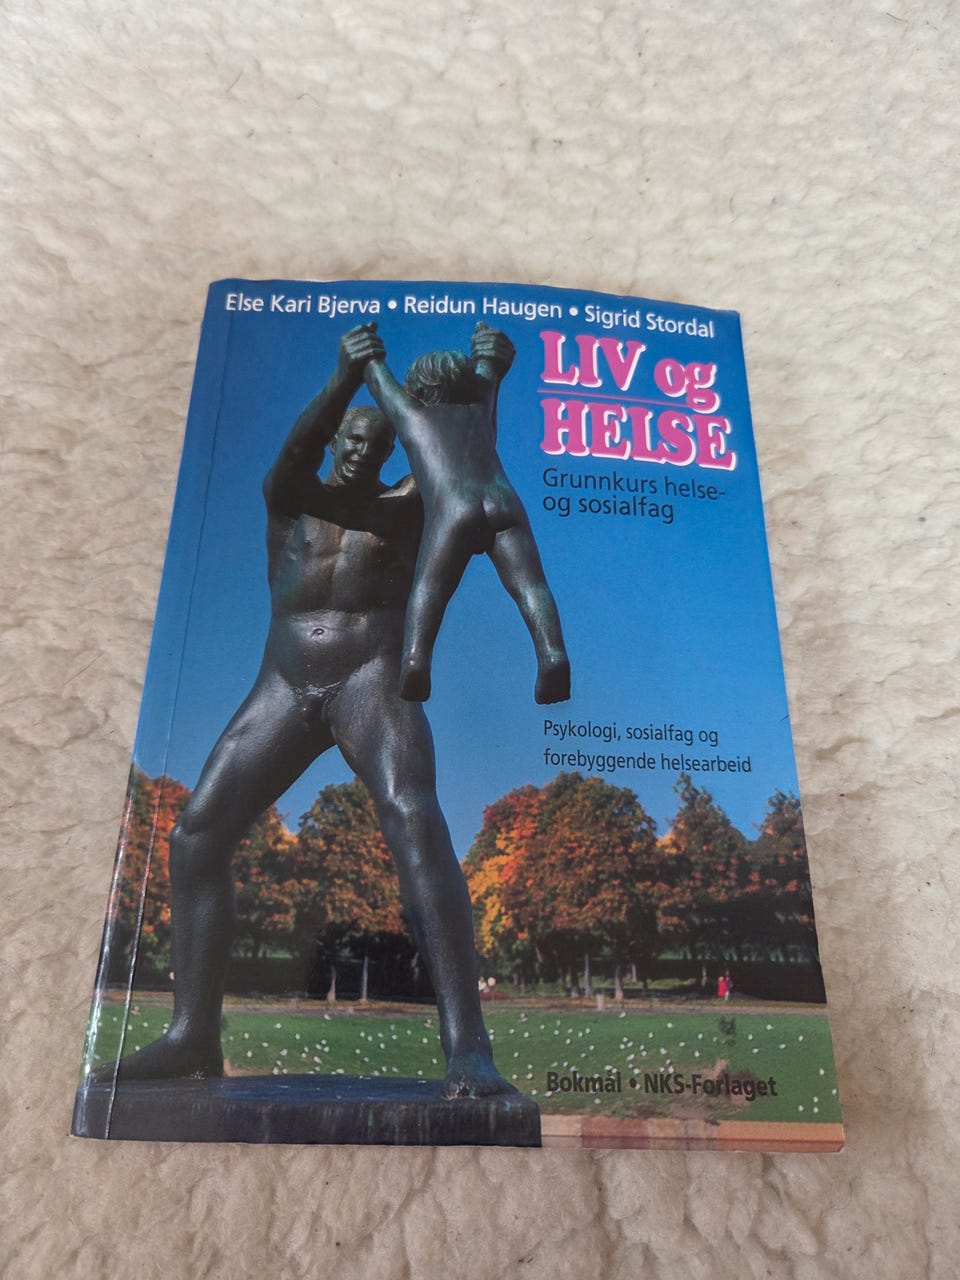 Else Kari Bjerva • Reidun Haugen • Sigrid Stordal
LIV og
HELSE
Grunnkurs helse-
og sosialfag
Psykologi, sosialfag og
forebyggende helsearbeid
Bokmål • NKS-Forlaget